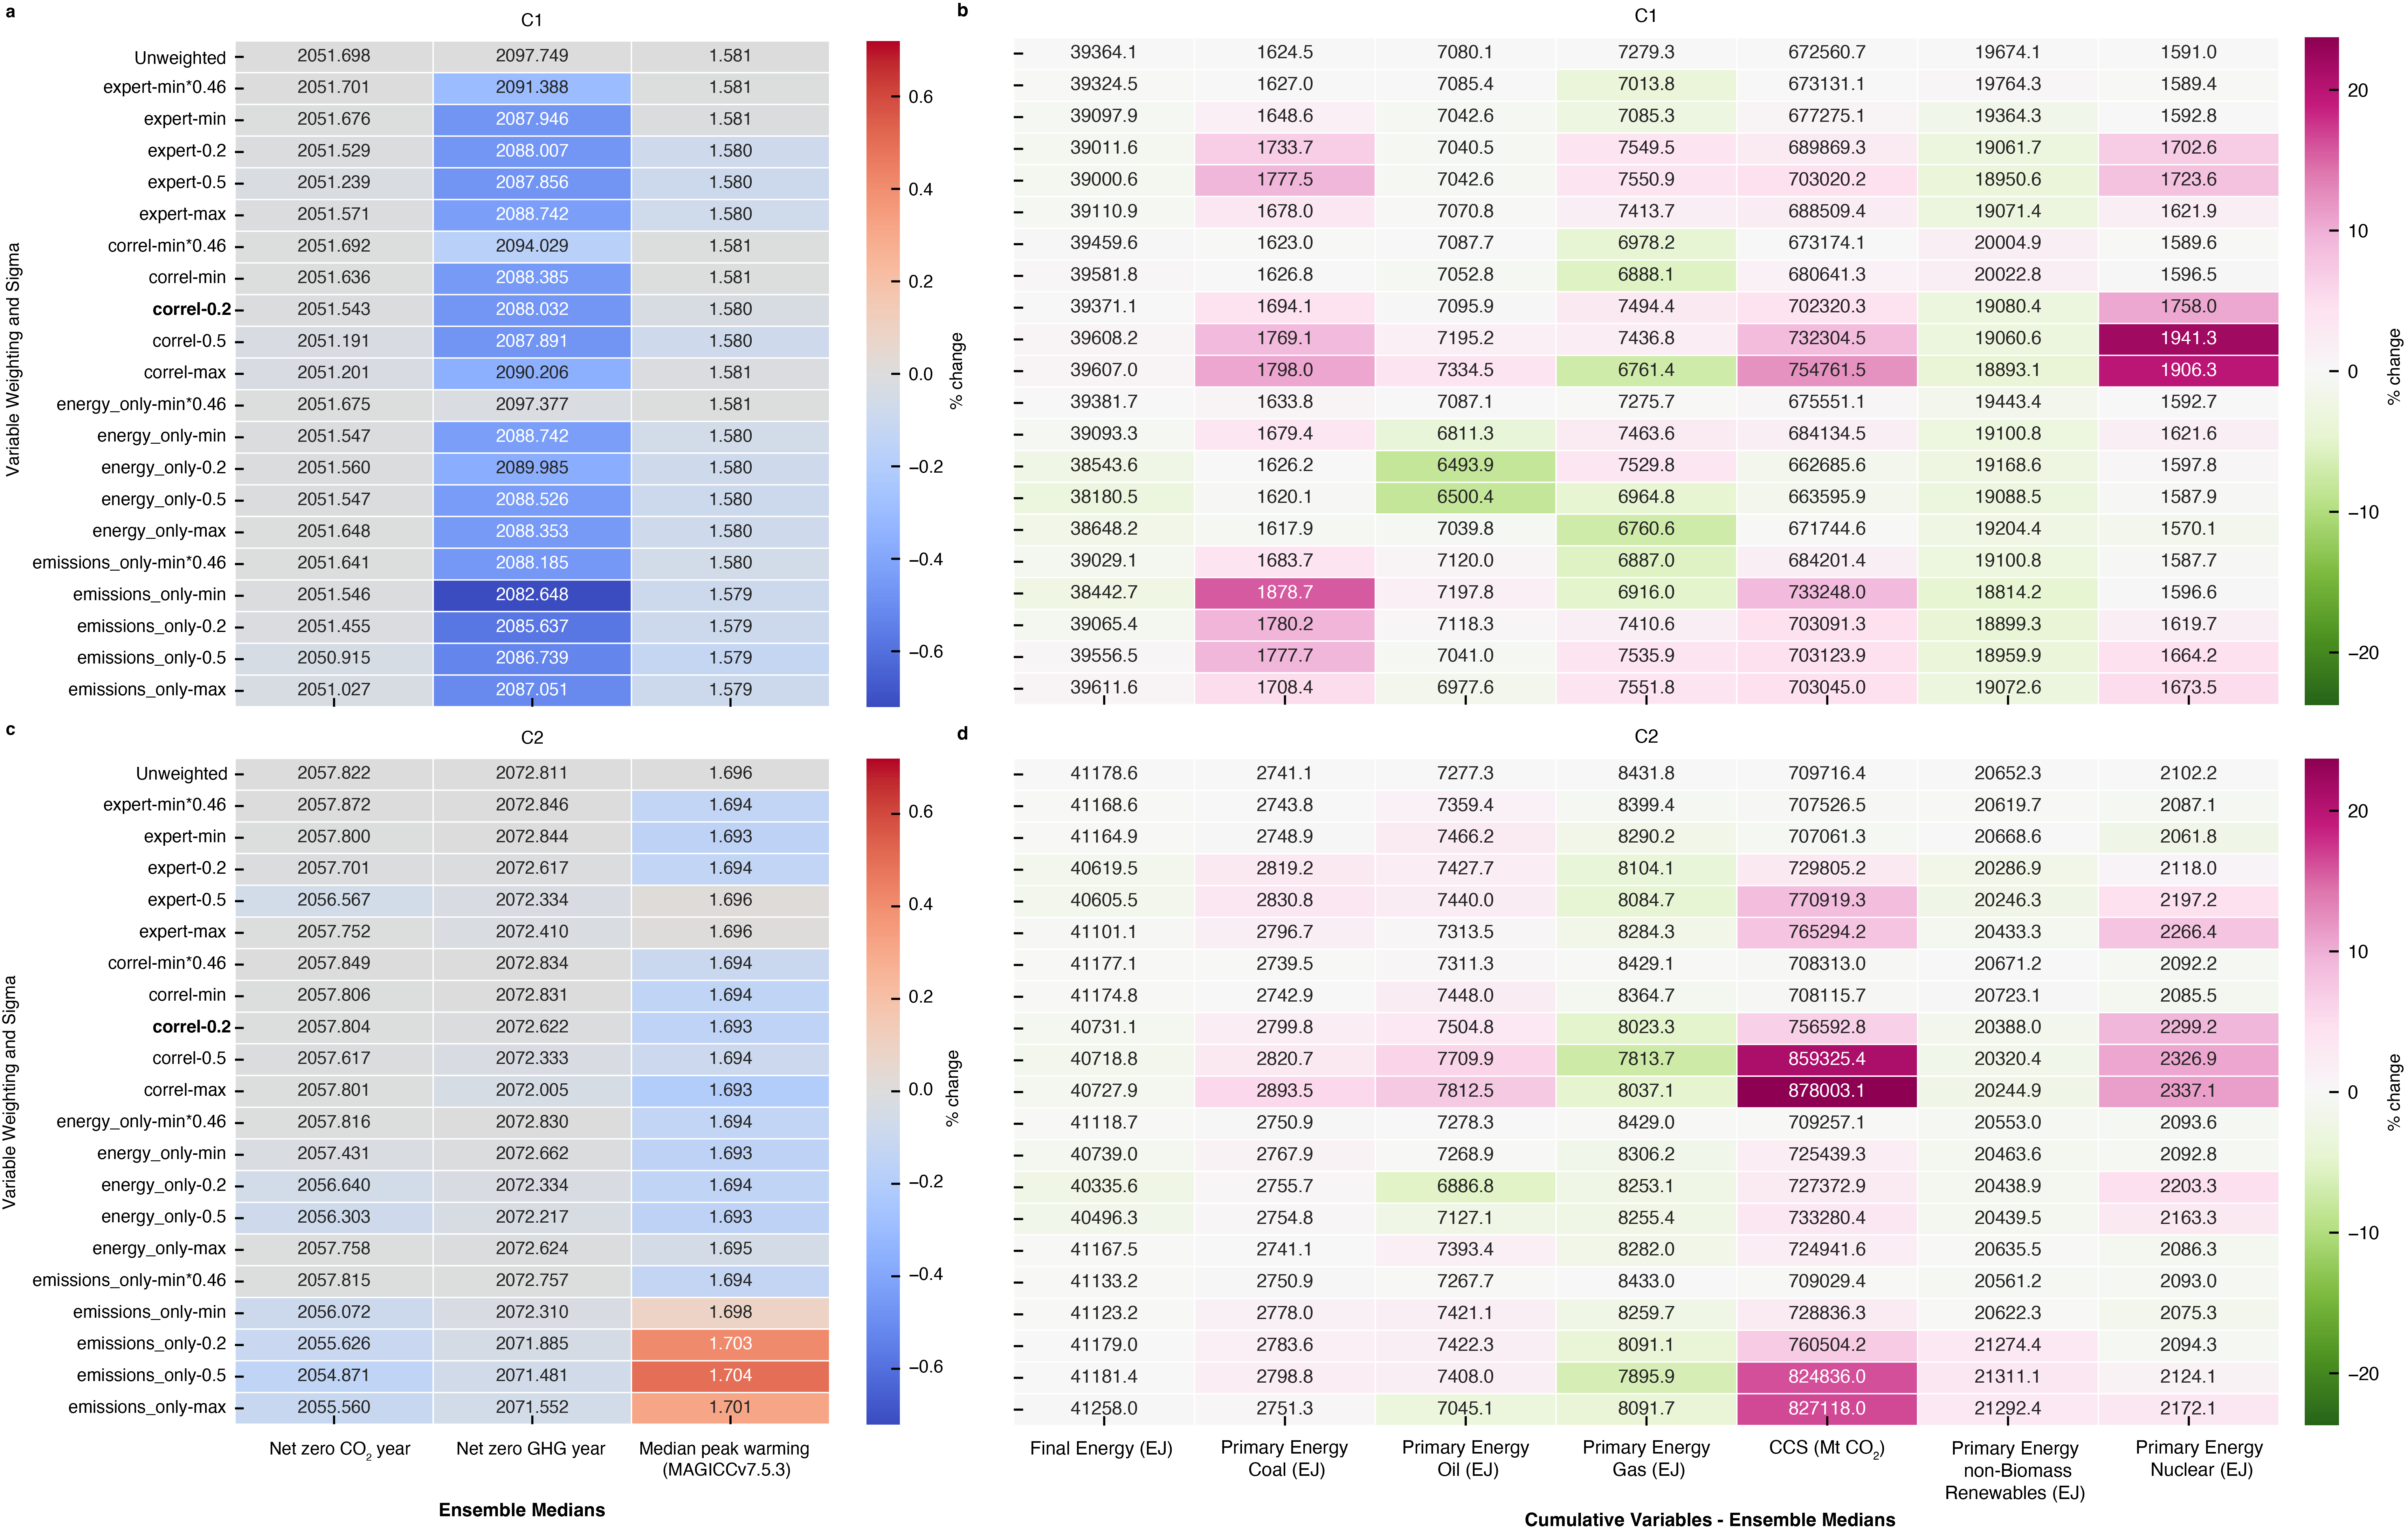 a
C1
Variable Weighting and Sigma
Unweighted 2051.698 2097.749 1.581
expert-min*0.46 2051.701 2091.388 1.581
expert-min 2051.676 2087.946 1.581
expert-0.2 2051.529 2088.007 1.580
expert-0.5 2051.239 2087.856 1.580
expert-max 2051.571 2088.742 1.580
correl-min*0.46 2051.692 2094.029 1.581
correl-min 2051.636 2088.385 1.581
correl-0.2 2051.543 2088.032 1.580
correl-0.5 2051.191 2087.891 1.580
correl-max 2051.201 2090.206 1.581
energy_only-min*0.46 2051.675 2097.377 1.581
energy_only-min 2051.547 2088.742 1.580
energy_only-0.2 2051.560 2089.985 1.580
energy_only-0.5 2051.547 2088.526 1.580
energy_only-max 2051.648 2088.353 1.580
emissions_only-min*0.46 2051.641 2088.185 1.580
emissions_only-min 2051.546 2082.648 1.579
emissions_only-0.2 2051.455 2085.637 1.579
emissions_only-0.5 2050.915 2086.739 1.579
emissions_only-max 2051.027 2087.051 1.579
0.6
0.4
0.2
0.0
−0.2
−0.4
−0.6
% change
b
C1
39364.1 1624.5 7080.1 7279.3 672560.7 19674.1 1591.0
39324.5 1627.0 7085.4 7013.8 673131.1 19764.3 1589.4
39097.9 1648.6 7042.6 7085.3 677275.1 19364.3 1592.8
39011.6 1733.7 7040.5 7549.5 689869.3 19061.7 1702.6
39000.6 1777.5 7042.6 7550.9 703020.2 18950.6 1723.6
39110.9 1678.0 7070.8 7413.7 688509.4 19071.4 1621.9
39459.6 1623.0 7087.7 6978.2 673174.1 20004.9 1589.6
39581.8 1626.8 7052.8 6888.1 680641.3 20022.8 1596.5
39371.1 1694.1 7095.9 7494.4 702320.3 19080.4 1758.0
39608.2 1769.1 7195.2 7436.8 732304.5 19060.6 1941.3
39607.0 1798.0 7334.5 6761.4 754761.5 18893.1 1906.3
39381.7 1633.8 7087.1 7275.7 675551.1 19443.4 1592.7
39093.3 1679.4 6811.3 7463.6 684134.5 19100.8 1621.6
38543.6 1626.2 6493.9 7529.8 662685.6 19168.6 1597.8
38180.5 1620.1 6500.4 6964.8 663595.9 19088.5 1587.9
38648.2 1617.9 7039.8 6760.6 671744.6 19204.4 1570.1
39029.1 1683.7 7120.0 6887.0 684201.4 19100.8 1587.7
38442.7 1878.7 7197.8 6916.0 733248.0 18814.2 1596.6
39065.4 1780.2 7118.3 7410.6 703091.3 18899.3 1619.7
39556.5 1777.7 7041.0 7535.9 703123.9 18959.9 1664.2
39611.6 1708.4 6977.6 7551.8 703045.0 19072.6 1673.5
20
10
0
−10
−20
% change
c
C2
Variable Weighting and Sigma
Unweighted 2057.822 2072.811 1.696
expert-min*0.46 2057.872 2072.846 1.694
expert-min 2057.800 2072.844 1.693
expert-0.2 2057.701 2072.617 1.694
expert-0.5 2056.567 2072.334 1.696
expert-max 2057.752 2072.410 1.696
correl-min*0.46 2057.849 2072.834 1.694
correl-min 2057.806 2072.831 1.694
correl-0.2 2057.804 2072.622 1.693
correl-0.5 2057.617 2072.333 1.694
correl-max 2057.801 2072.005 1.693
energy_only-min*0.46 2057.816 2072.830 1.694
energy_only-min 2057.431 2072.662 1.693
energy_only-0.2 2056.640 2072.334 1.694
energy_only-0.5 2056.303 2072.217 1.693
energy_only-max 2057.758 2072.624 1.695
emissions_only-min*0.46 2057.815 2072.757 1.694
emissions_only-min 2056.072 2072.310 1.698
emissions_only-0.2 2055.626 2071.885 1.703
emissions_only-0.5 2054.871 2071.481 1.704
emissions_only-max 2055.560 2071.552 1.701
Net zero CO₂ year Net zero GHG year Median peak warming
(MAGICCv7.5.3)
Ensemble Medians
0.6
0.4
0.2
0.0
−0.2
−0.4
−0.6
% change
d
C2
41178.6 2741.1 7277.3 8431.8 709716.4 20652.3 2102.2
41168.6 2743.8 7359.4 8399.4 707526.5 20619.7 2087.1
41164.9 2748.9 7466.2 8290.2 707061.3 20668.6 2061.8
40619.5 2819.2 7427.7 8104.1 729805.2 20286.9 2118.0
40605.5 2830.8 7440.0 8084.7 770919.3 20246.3 2197.2
41101.1 2796.7 7313.5 8284.3 765294.2 20433.3 2266.4
41177.1 2739.5 7311.3 8429.1 708313.0 20671.2 2092.2
41174.8 2742.9 7448.0 8364.7 708115.7 20723.1 2085.5
40731.1 2799.8 7504.8 8023.3 756592.8 20388.0 2299.2
40718.8 2820.7 7709.9 7813.7 859325.4 20320.4 2326.9
40727.9 2893.5 7812.5 8037.1 878003.1 20244.9 2337.1
41118.7 2750.9 7278.3 8429.0 709257.1 20553.0 2093.6
40739.0 2767.9 7268.9 8306.2 725439.3 20463.6 2092.8
40335.6 2755.7 6886.8 8253.1 727372.9 20438.9 2203.3
40496.3 2754.8 7127.1 8255.4 733280.4 20439.5 2163.3
41167.5 2741.1 7393.4 8282.0 724941.6 20635.5 2086.3
41133.2 2750.9 7267.7 8433.0 709029.4 20561.2 2093.0
41123.2 2778.0 7421.1 8259.7 728836.3 20622.3 2075.3
41179.0 2783.6 7422.3 8091.1 760504.2 21274.4 2094.3
41181.4 2798.8 7408.0 7895.9 824836.0 21311.1 2124.1
41258.0 2751.3 7045.1 8091.7 827118.0 21292.4 2172.1
Final Energy (EJ) Primary Energy Primary Energy Primary Energy CCS (Mt CO₂) Primary Energy Primary Energy
Coal (EJ) Oil (EJ) Gas (EJ) non-Biomass Nuclear (EJ)
Renewables (EJ)
Cumulative Variables - Ensemble Medians
20
10
0
−10
−20
% change